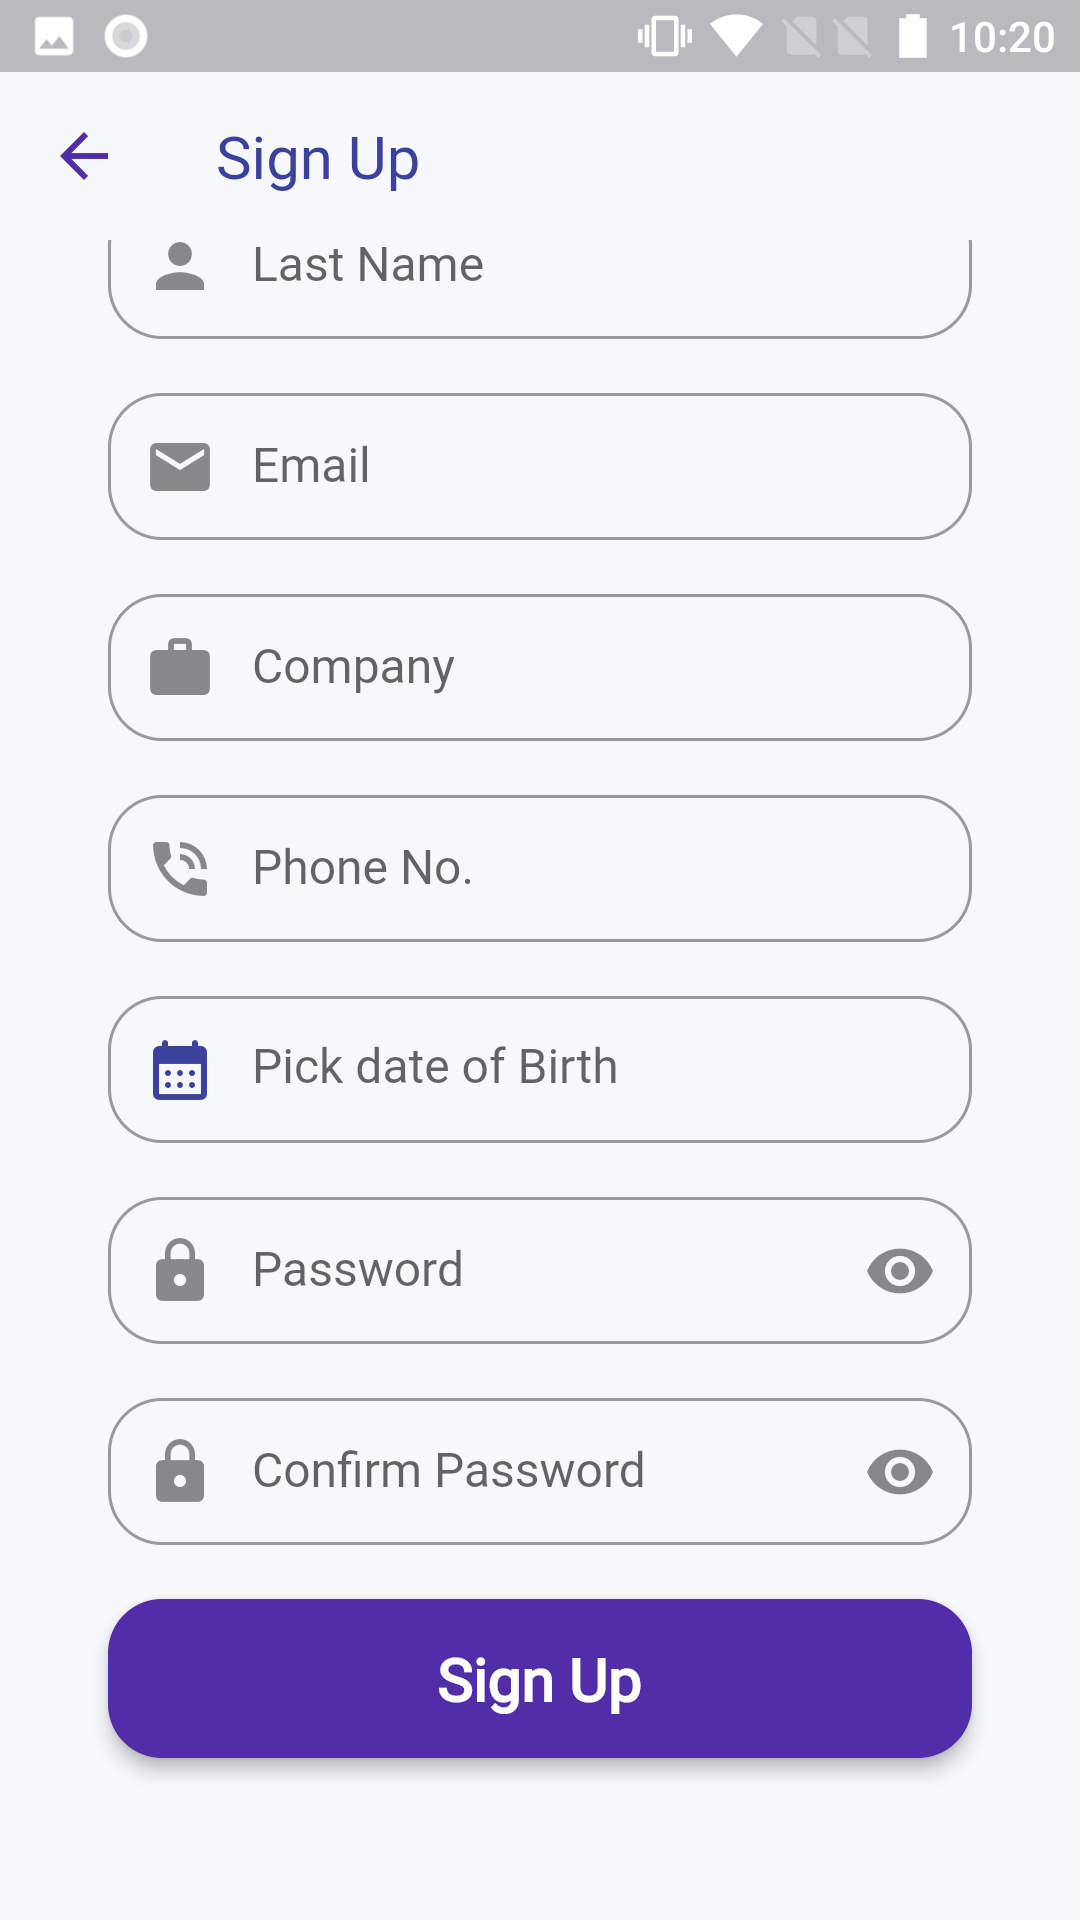 10:20
Sign Up
Last Name
Email
Company
Phone No.
Pick date of Birth
Password
Confirm Password
Sign Up